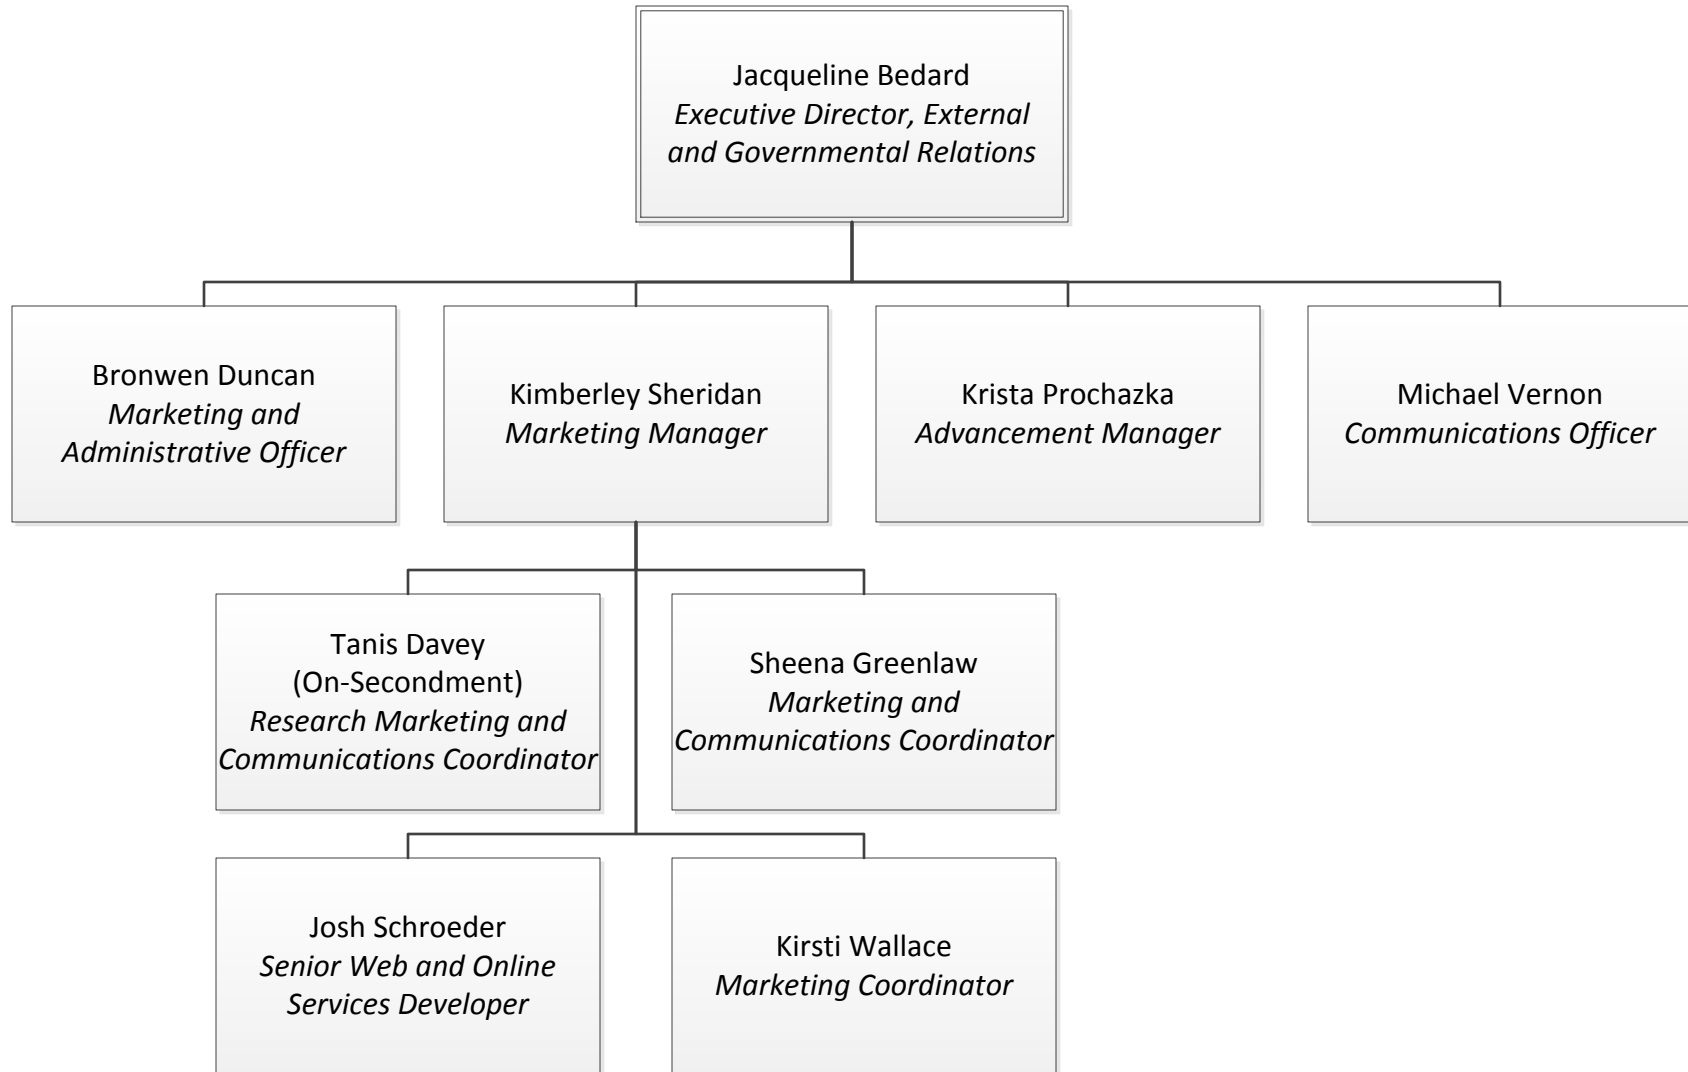 Jacqueline Bedard
Executive Director, External
and Governmental Relations
Bronwen Duncan
Marketing and
Administrative Officer
Kimberley Sheridan
Marketing Manager
Krista Prochazka
Advancement Manager
Michael Vernon
Communications Officer
Tanis Davey
(On-Secondment)
Research Marketing and
Communications Coordinator
Sheena Greenlaw
Marketing and
Communications Coordinator
Josh Schroeder
Senior Web and Online
Services Developer
Kirsti Wallace
Marketing Coordinator